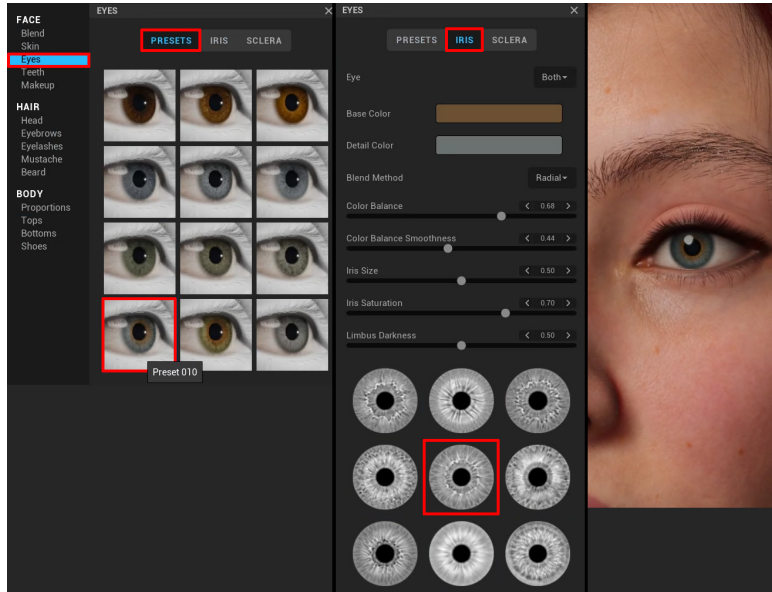 FACE
Blend
Skin
Eyes
Teeth
Makeup
HAIR
Head
Eyebrows
Eyelashes
Mustache
Beard
BODY
Proportions
Tops
Bottoms
Shoes
EYES
PRESETS IRIS SCLERA
Preset 010
EYES
PRESETS IRIS SCLERA
Eye Both
Base Color
Detail Color
Blend Method Radial
Color Balance 0.68
Color Balance Smoothness 0.44
Iris Size 0.50
Iris Saturation 0.70
Limbus Darkness 0.50